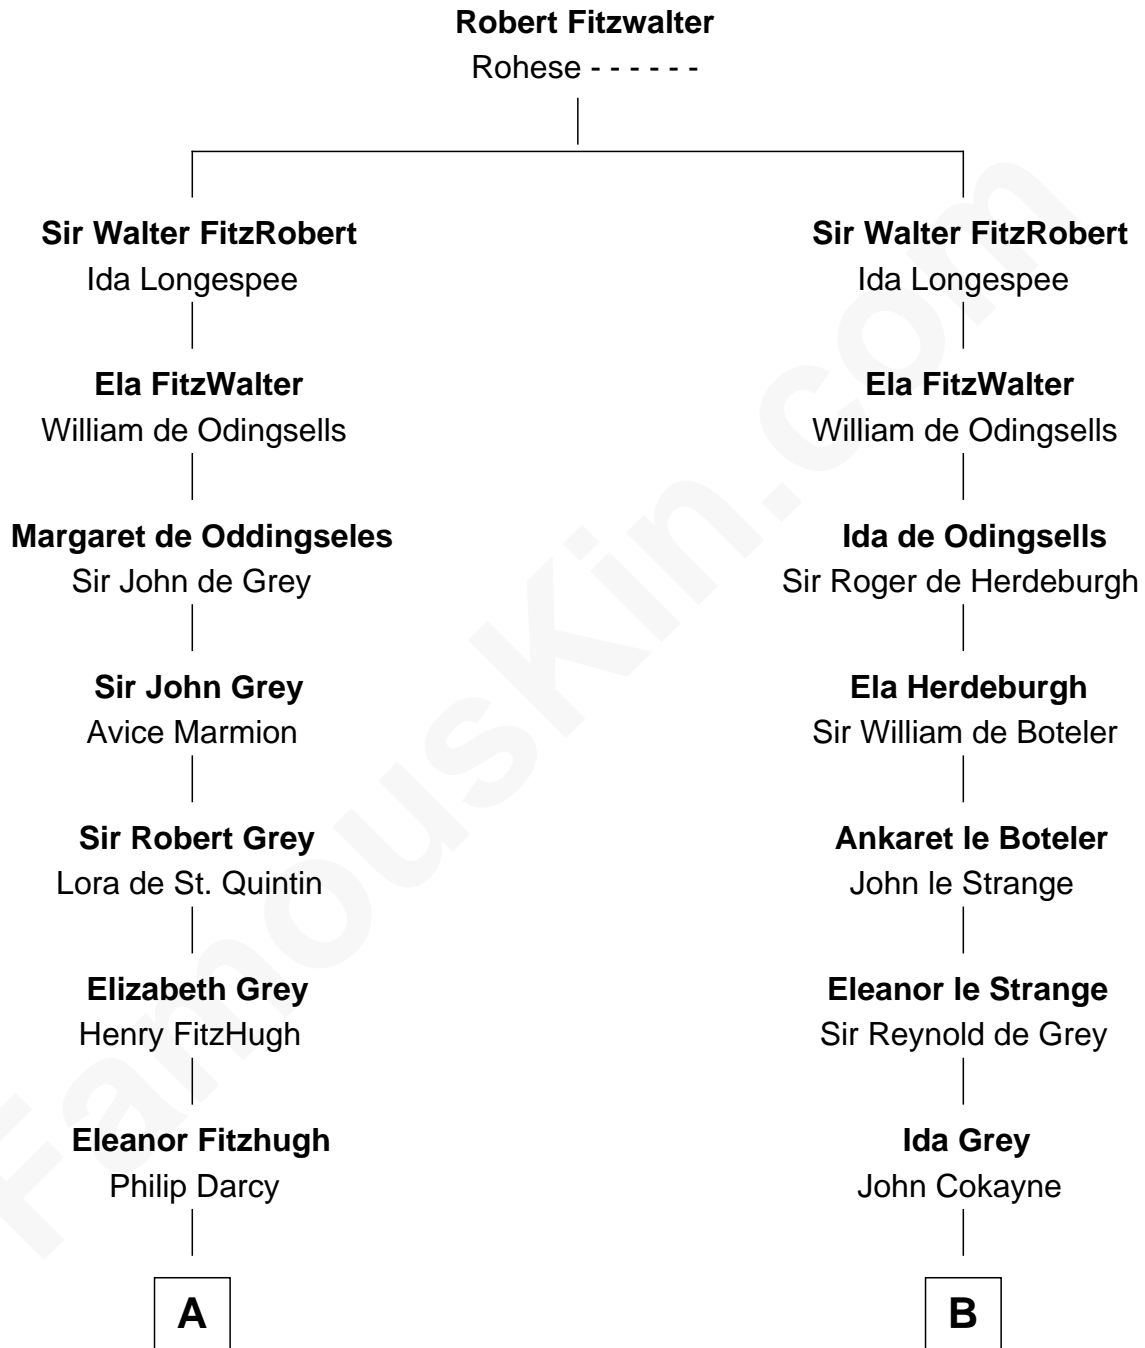 Robert Fitzwalter
Rohese - - - - - -
Sir Walter FitzRobert
Ida Longespee
Sir Walter FitzRobert
Ida Longespee
Ela FitzWalter
William de Odingsells
Ela FitzWalter
William de Odingsells
Margaret de Oddingseles
Sir John de Grey
Ida de Odingsells
Sir Roger de Herdeburgh
Sir John Grey
Avice Marmion
Ela Herdeburgh
Sir William de Boteler
Sir Robert Grey
Lora de St. Quintin
Ankaret le Boteler
John le Strange
Elizabeth Grey
Henry FitzHugh
Eleanor le Strange
Sir Reynold de Grey
Eleanor Fitzhugh
Philip Darcy
Ida Grey
John Cokayne
A
B
FamousKin.com